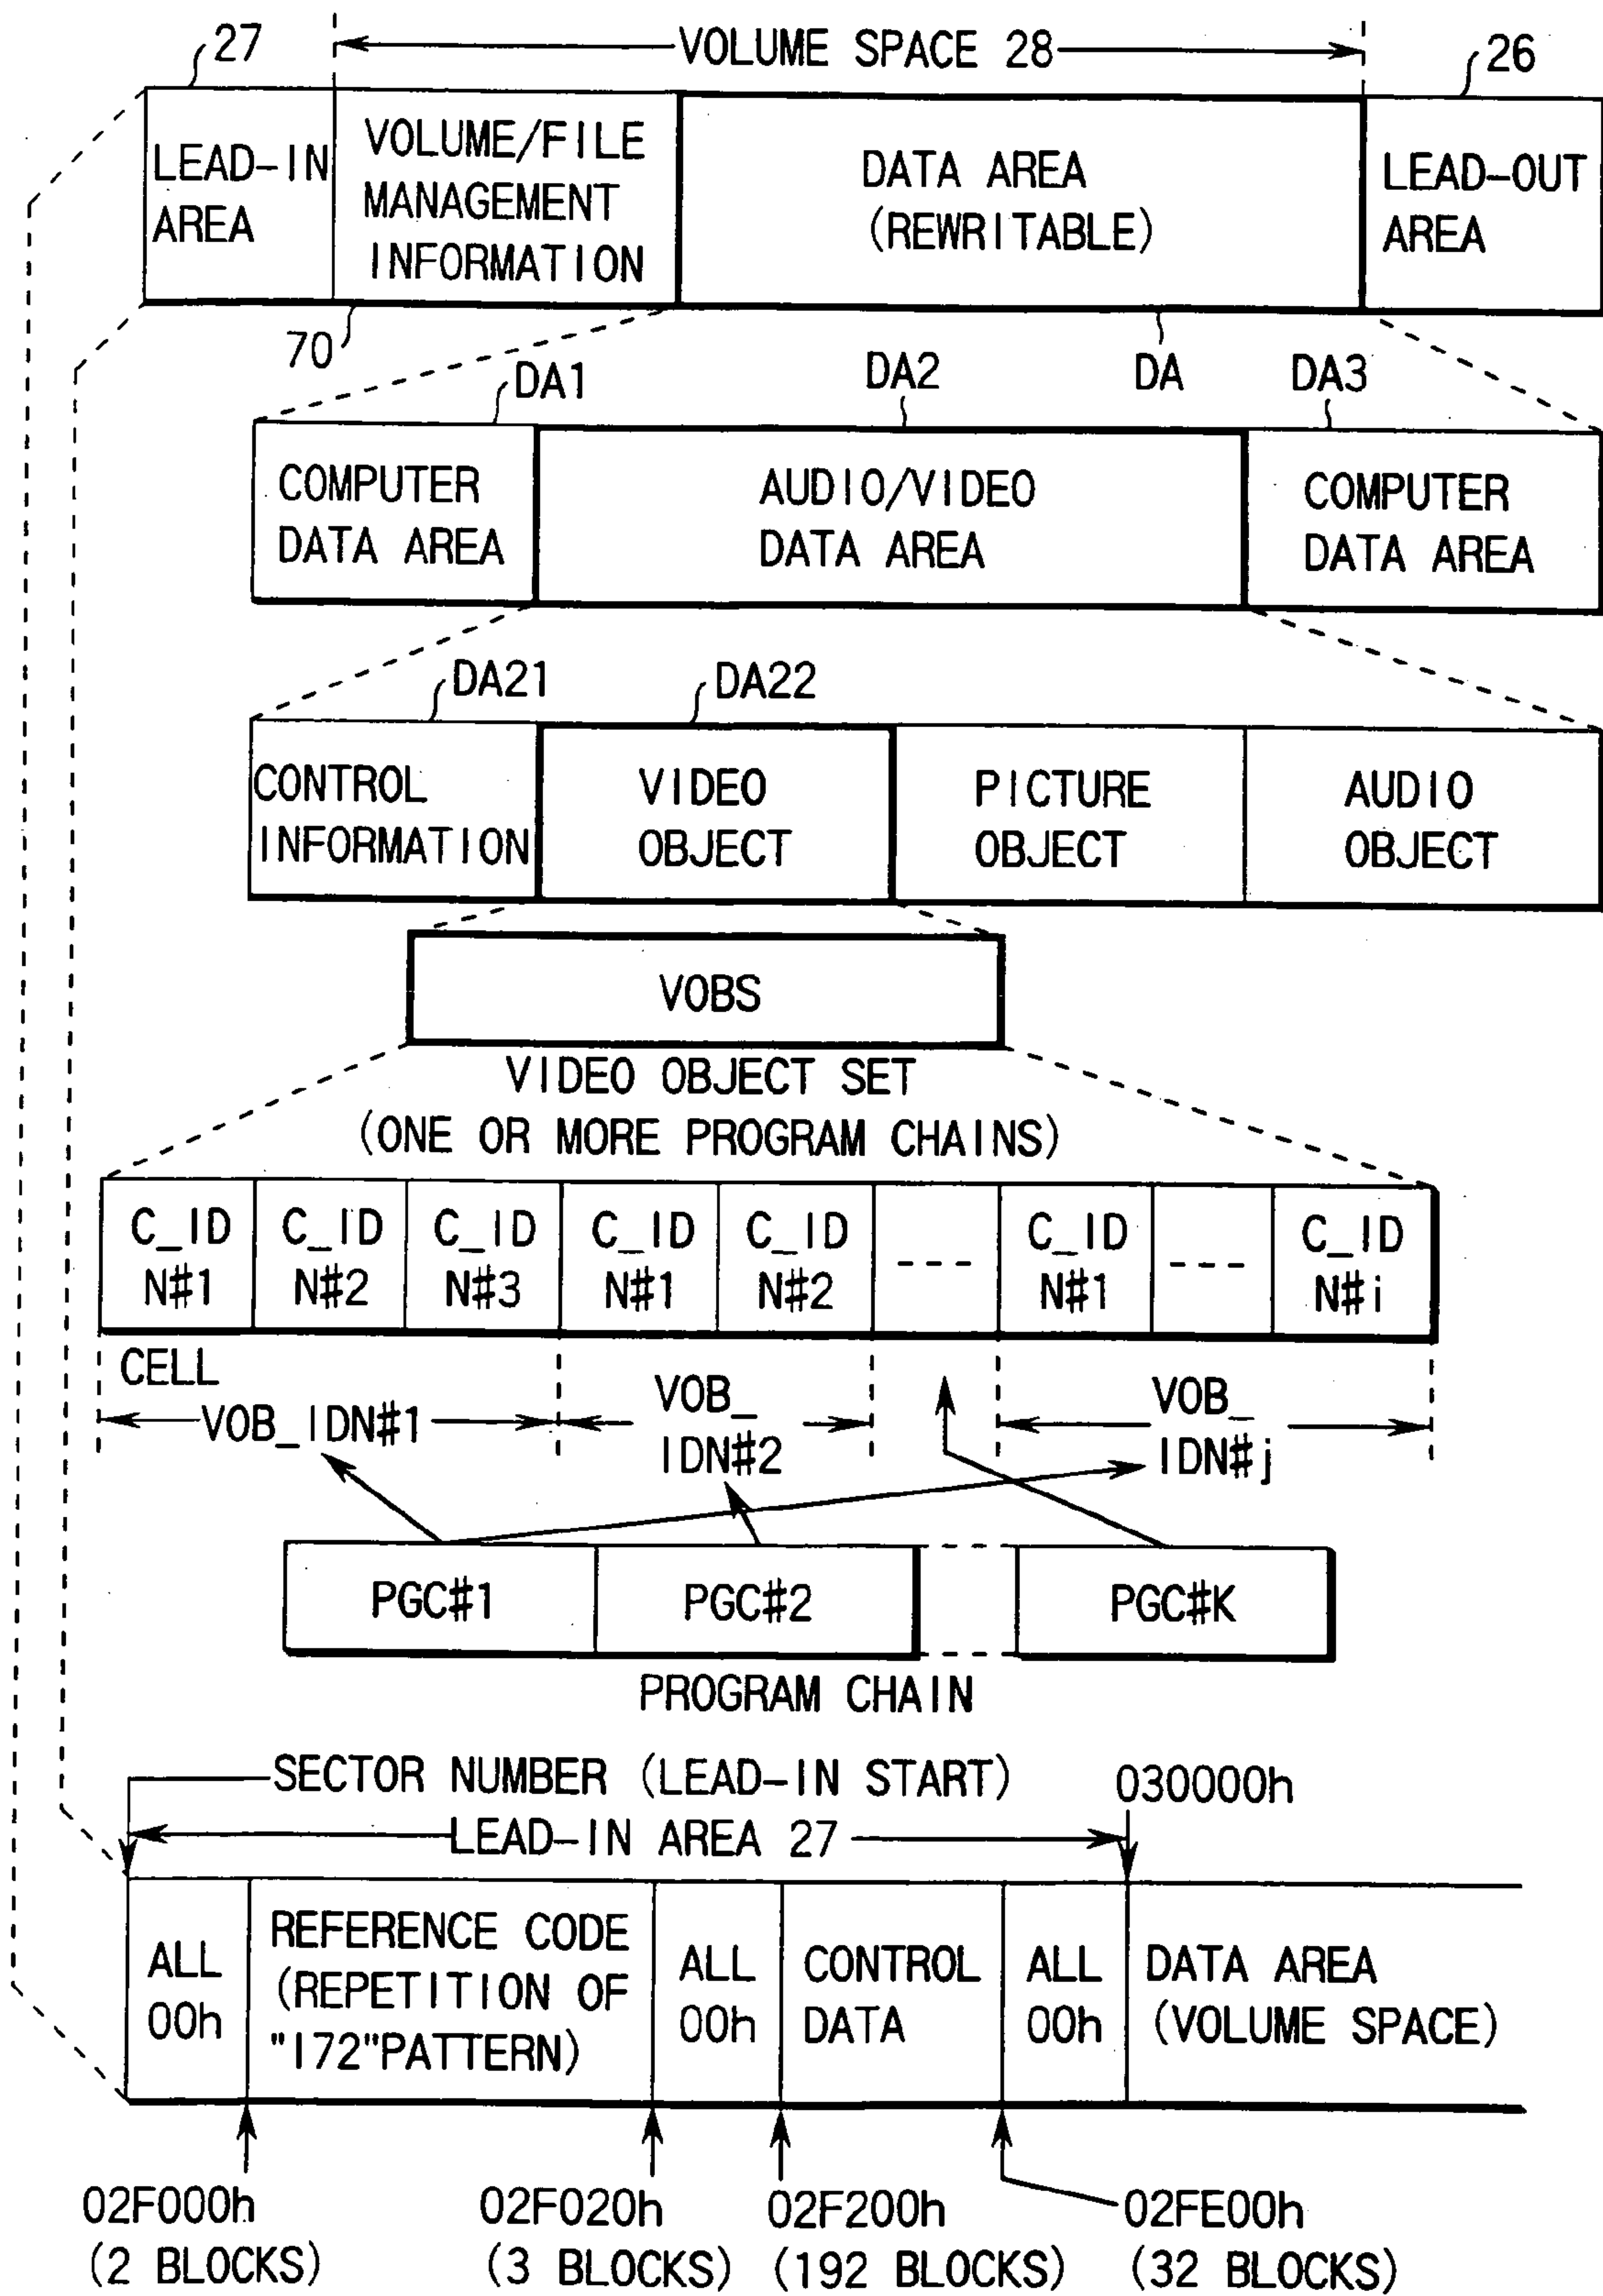 27
VOLUME SPACE 28
26
LEAD-IN
AREA
VOLUME/FILE
MANAGEMENT
INFORMATION
DATA AREA
(REWRITABLE)
LEAD-OUT
AREA
70
DA1
DA2
DA
DA3
COMPUTER
DATA AREA
AUDIO/VIDEO
DATA AREA
COMPUTER
DATA AREA
DA21
DA22
CONTROL
INFORMATION
VIDEO
OBJECT
PICTURE
OBJECT
AUDIO
OBJECT
VOBS
VIDEO OBJECT SET
(ONE OR MORE PROGRAM CHAINS)
C_ID
N#1
C_ID
N#2
C_ID
N#3
C_ID
N#1
C_ID
N#2
----
C_ID
N#1
----
C_ID
N#i
CELL
VOB_IDN#1
VOB_
IDN#2
VOB_
IDN#j
PGC#1
PGC#2
PGC#K
PROGRAM CHAIN
SECTOR NUMBER (LEAD-IN START)
030000h
LEAD-IN AREA 27
ALL
00h
REFERENCE CODE
(REPETITION OF
"172"PATTERN)
ALL
00h
CONTROL
DATA
ALL
00h
DATA AREA
(VOLUME SPACE)
02F000h
(2 BLOCKS)
02F020h
(3 BLOCKS)
02F200h
(192 BLOCKS)
02FE00h
(32 BLOCKS)